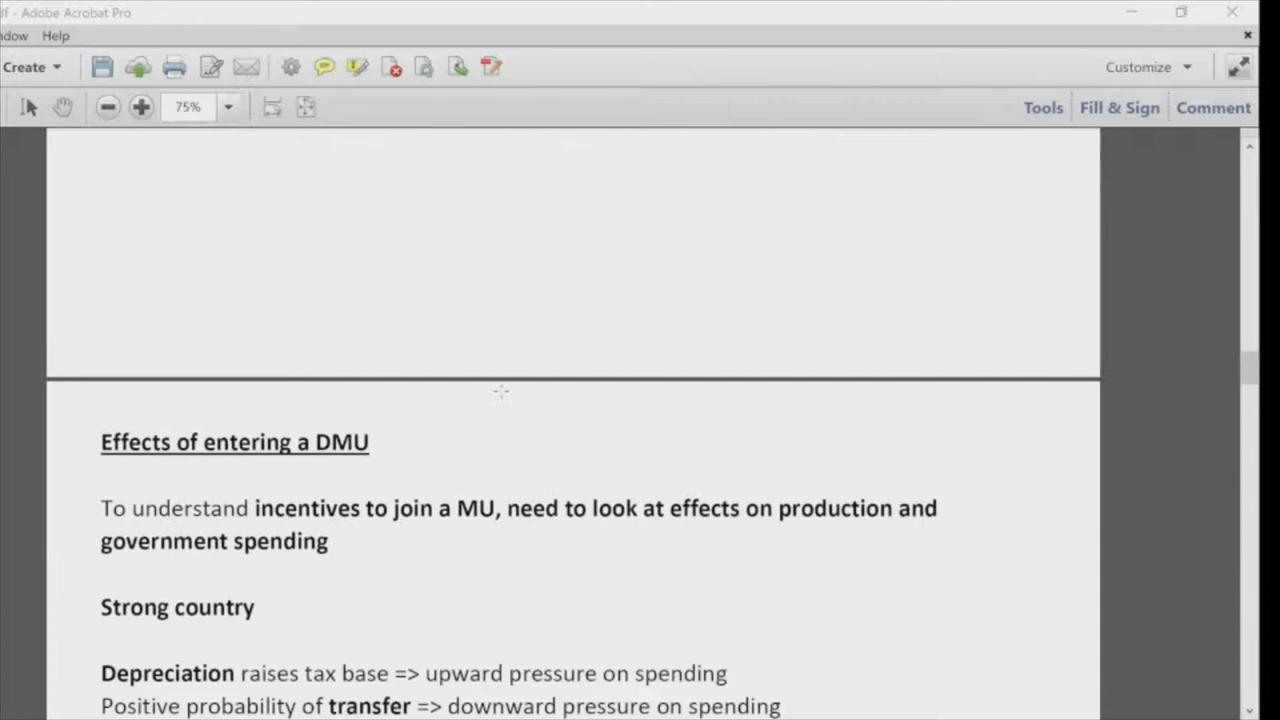 df - Adobe Acrobat Pro
ndow Help
Create Customize
75% Tools Fill & Sign Comment
Effects of entering a DMU
To understand incentives to join a MU, need to look at effects on production and
government spending
Strong country
Depreciation raises tax base => upward pressure on spending
Positive probability of transfer => downward pressure on spending